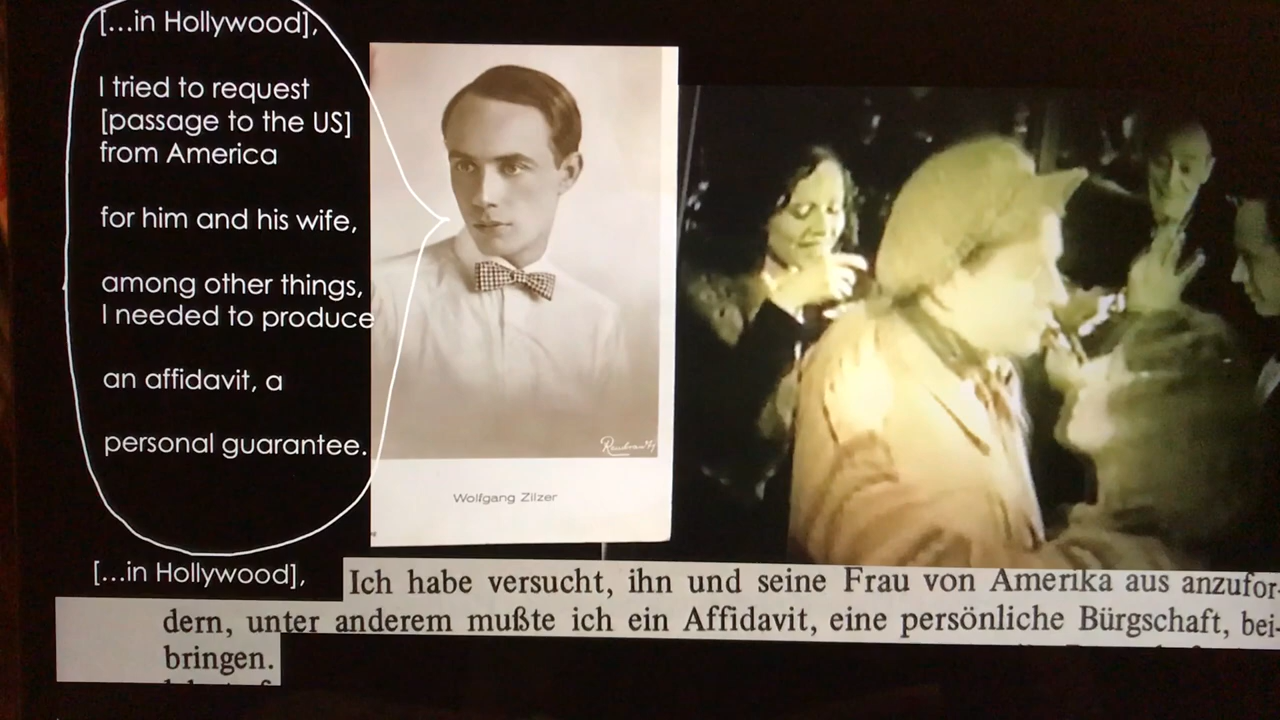 [...in Hollywood],
I tried to request
[passage to the US]
from America
for him and his wife,
among other things,
I needed to produce
an affidavit, a
personal guarantee.
Wolfgang Zilzer
[...in Hollywood],
Ich habe versucht, ihn und seine Frau von Amerika aus anzufor-
dern, unter anderem mußte ich ein Affidavit, eine persönliche Bürgschaft, bei-
bringen.